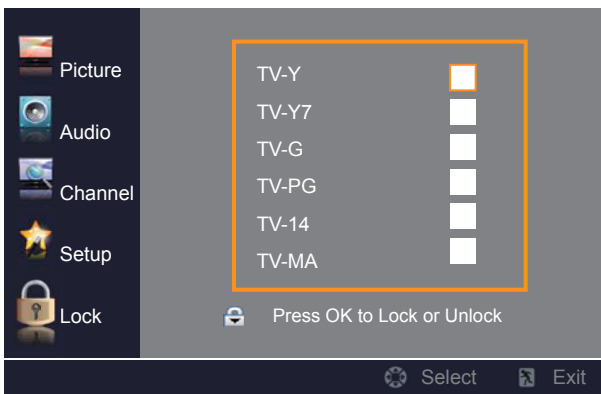 Picture
Audio
Channel
Setup
Lock
TV-Y
TV-Y7
TV-G
TV-PG
TV-14
TV-MA
Press OK to Lock or Unlock
Select Exit